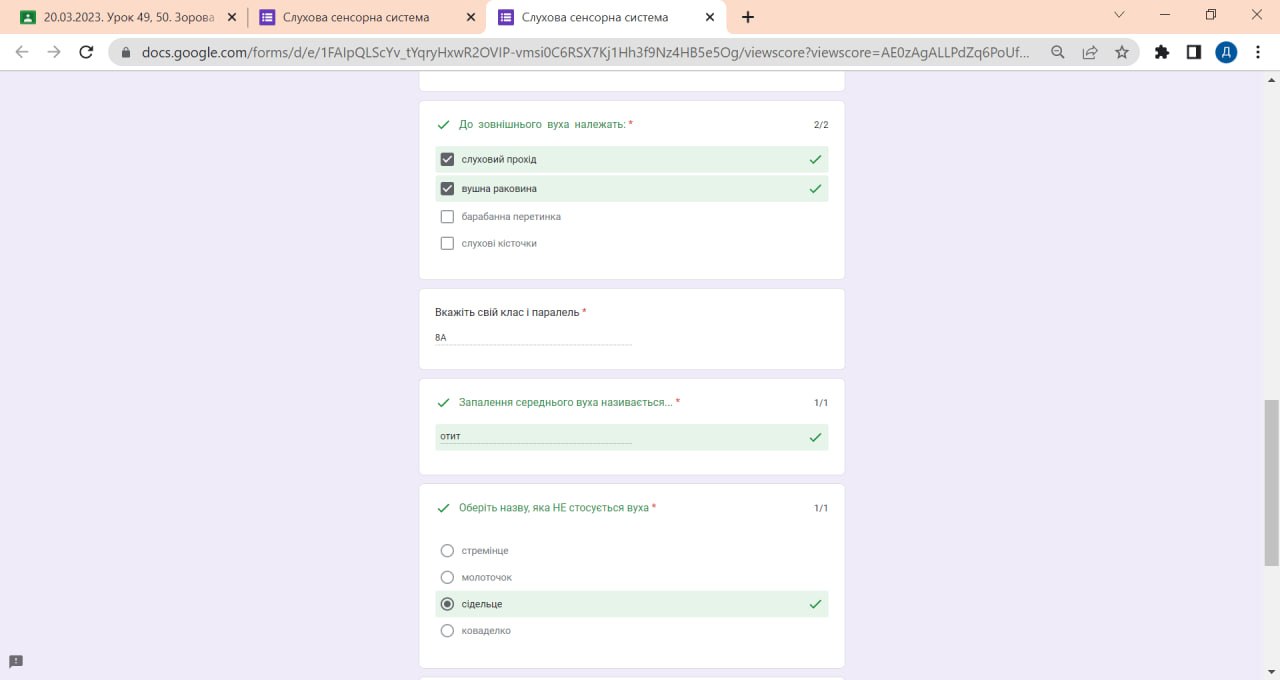 20.03.2023. Урок 49, 50. Зорова
Слухова сенсорна система
Слухова сенсорна система
docs.google.com/forms/d/e/1FAIpQLScYv_tYqryHxwR2OVIP-vmsi0C6RSX7Kj1Hh3f9Nz4HB5e5Og/viewscore?viewscore=AE0zAgALLPdZq6PoUf...
Д
До зовнішнього вуха належать: * 2/2
слуховий прохід
вушна раковина
барабанна перетинка
слухові кісточки
Вкажіть свій клас і паралель *
8А
Запалення середнього вуха називається... * 1/1
отит
Оберіть назву, яка НЕ стосується вуха * 1/1
стремінце
молоточок
сідельце
коваделко